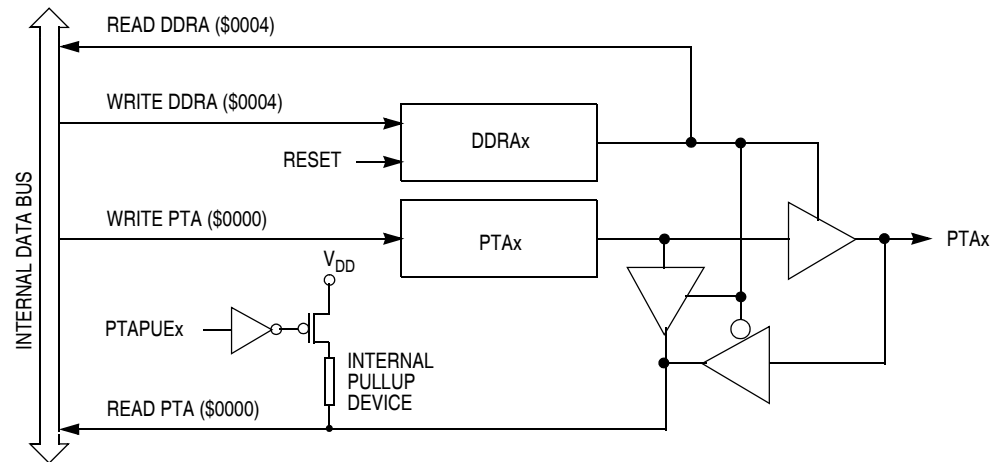 READ DDRA ($0004)
WRITE DDRA ($0004)
DDRAx
RESET
INTERNAL DATA BUS
WRITE PTA ($0000)
PTAx
PTAx
VDD
PTAPUEx
INTERNAL
PULLUP
DEVICE
READ PTA ($0000)